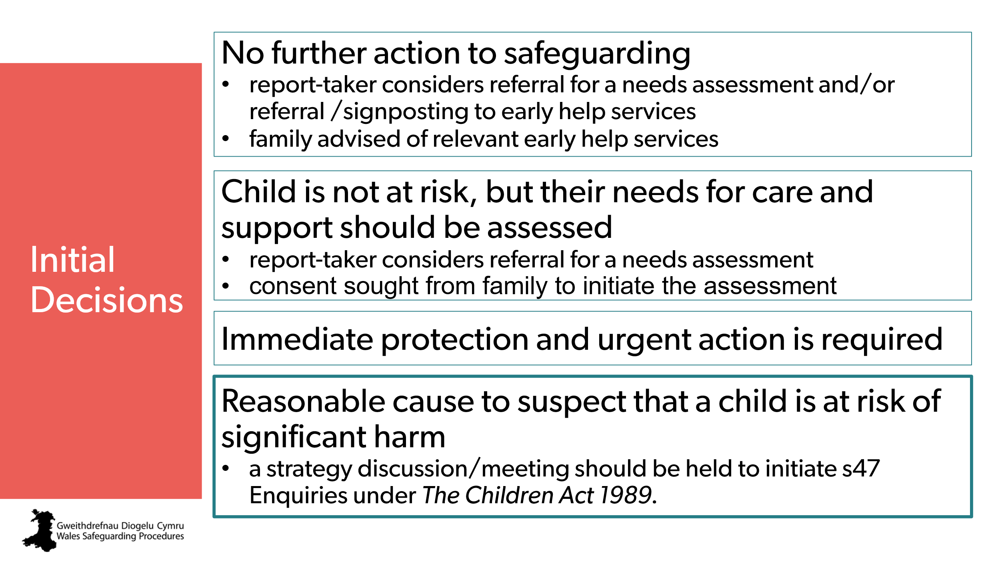 Initial
Decisions
No further action to safeguarding
• report-taker considers referral for a needs assessment and/or
referral /signposting to early help services
• family advised of relevant early help services
Child is not at risk, but their needs for care and
support should be assessed
• report-taker considers referral for a needs assessment
• consent sought from family to initiate the assessment
Immediate protection and urgent action is required
Reasonable cause to suspect that a child is at risk of
significant harm
• a strategy discussion/meeting should be held to initiate s47
Enquiries under The Children Act 1989.
Gweithdrefnau Diogelu Cymru
Wales Safeguarding Procedures